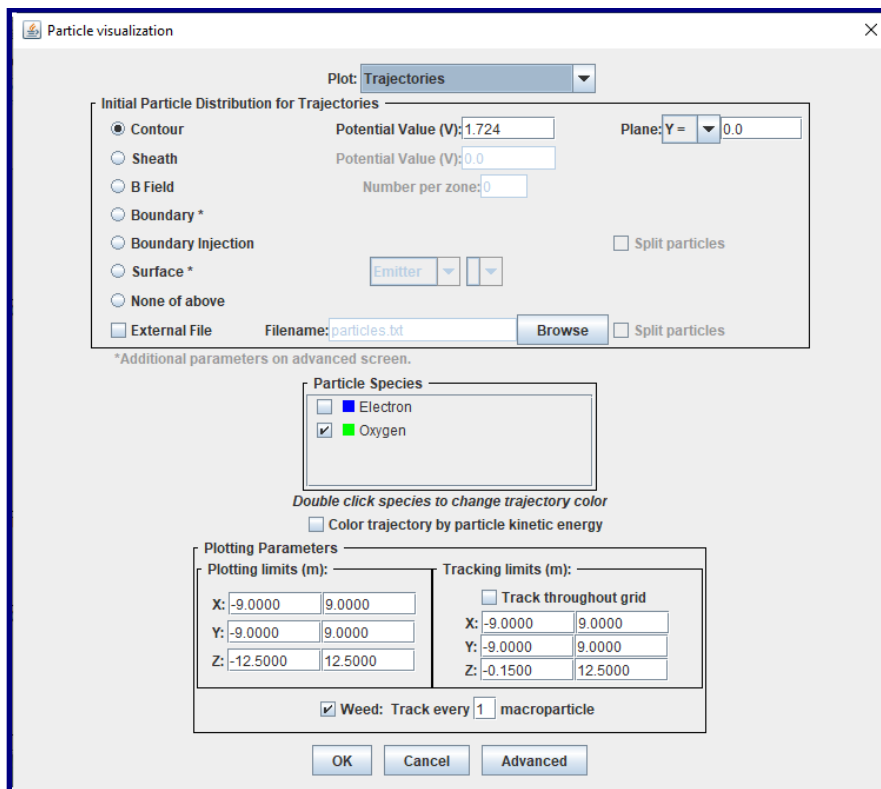 Particle visualization
Plot: Trajectories
Initial Particle Distribution for Trajectories
Contour Potential Value (V): 1.724 Plane: Y = 0.0
Sheath Potential Value (V): 0.0
B Field Number per zone: 0
Boundary *
Boundary Injection Split particles
Surface * Emitter
None of above
External File Filename: particles.txt Browse Split particles
*Additional parameters on advanced screen.
Particle Species
Electron
Oxygen
Double click species to change trajectory color
Color trajectory by particle kinetic energy
Plotting Parameters
Plotting limits (m): Tracking limits (m):
Track throughout grid
X: -9.0000 9.0000
Y: -9.0000 9.0000
Z: -12.5000 12.5000
X: -9.0000 9.0000
Y: -9.0000 9.0000
Z: -0.1500 12.5000
Weed: Track every 1 macroparticle
OK Cancel Advanced